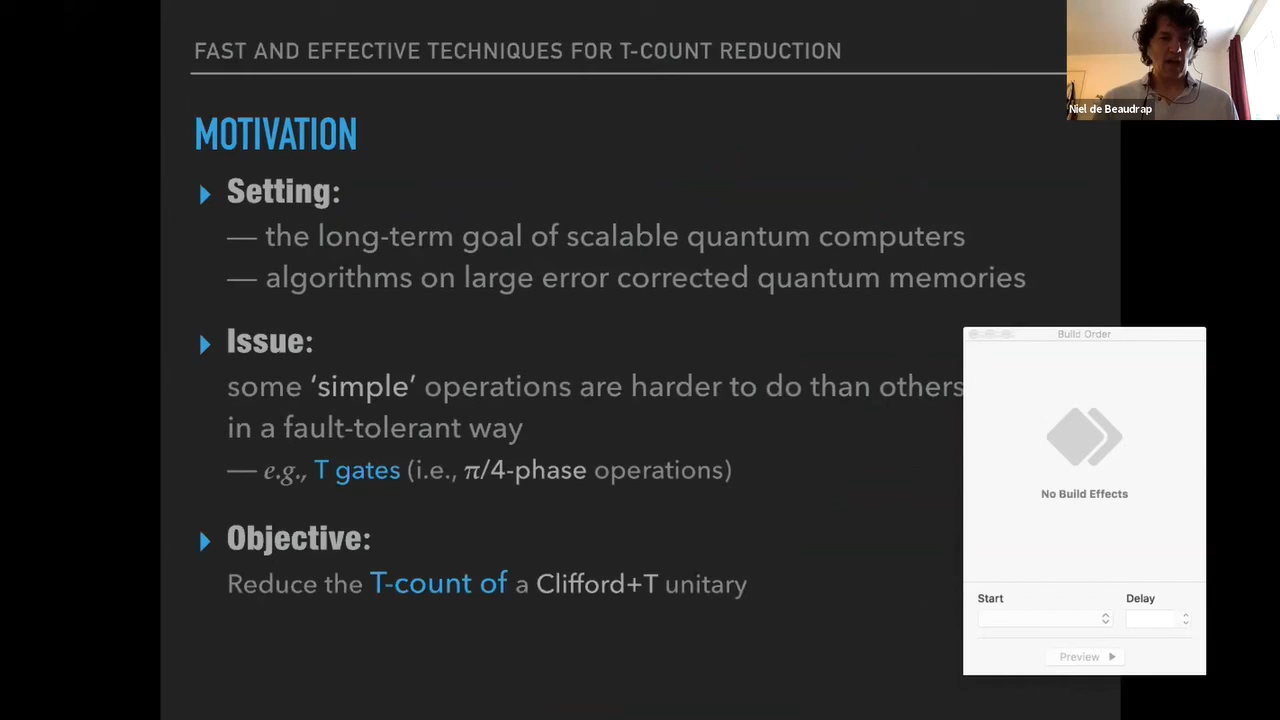 FAST AND EFFECTIVE TECHNIQUES FOR T-COUNT REDUCTION
Niel de Beaudrap
MOTIVATION
Setting:
— the long-term goal of scalable quantum computers
— algorithms on large error corrected quantum memories
Issue:
some ‘simple’ operations are harder to do than others
in a fault-tolerant way
— e.g., T gates (i.e., π/4-phase operations)
Objective:
Reduce the T-count of a Clifford+T unitary
Build Order
No Build Effects
Start Delay
Preview